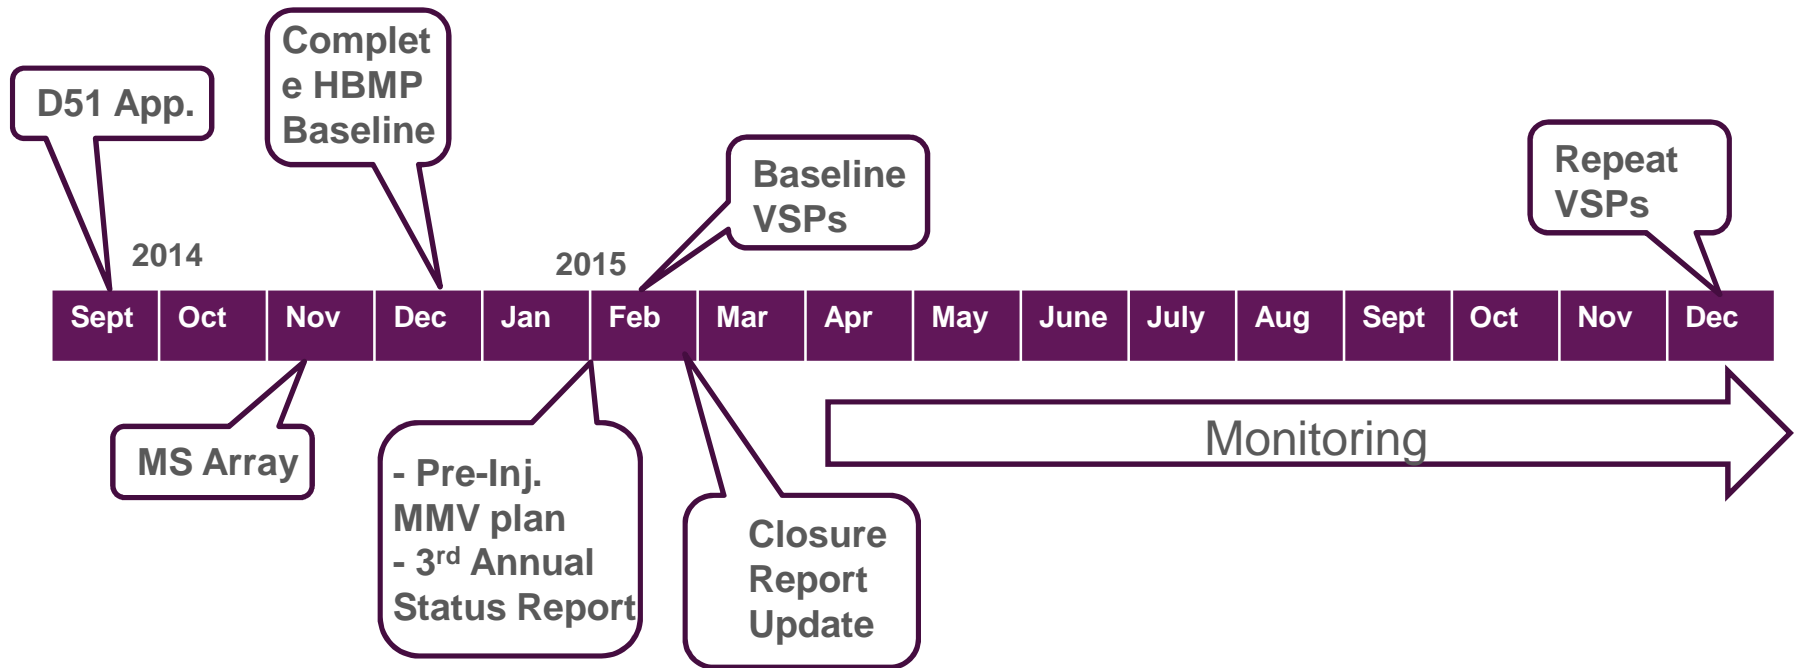 Complet
e HBMP
Baseline
D51 App.
Baseline
VSPs
Repeat
VSPs
2014
2015
Sept Oct Nov Dec Jan Feb Mar Apr May June July Aug Sept Oct Nov Dec
MS Array
- Pre-Inj.
MMV plan
- 3rd Annual
Status Report
Closure
Report
Update
Monitoring